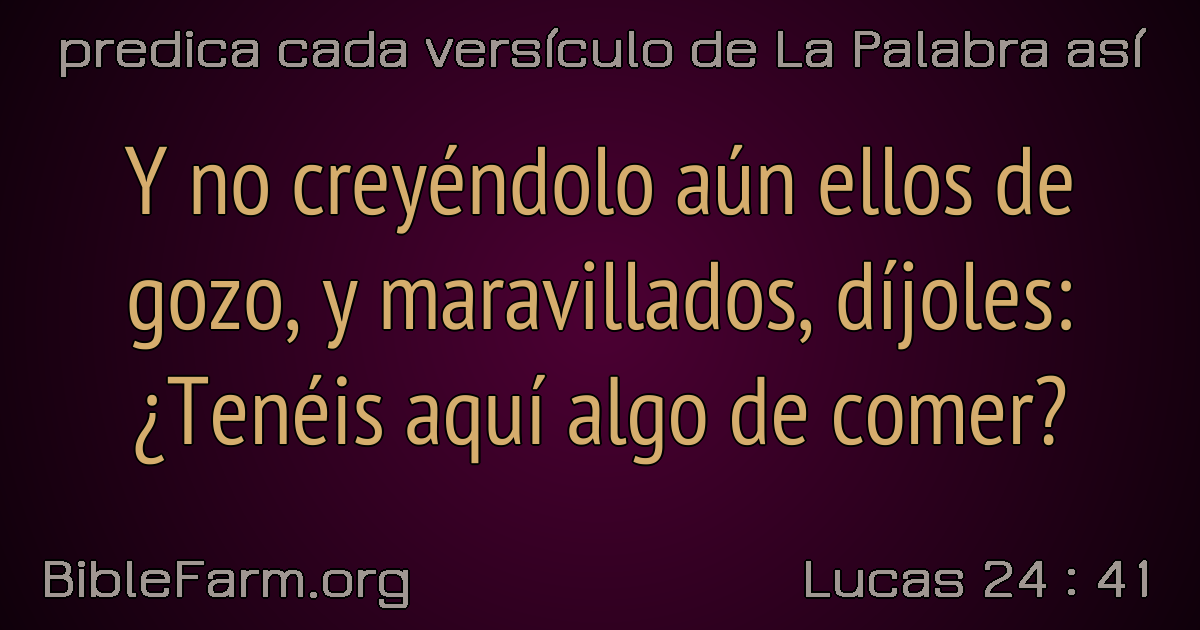 predica cada versículo de La Palabra así
Y no creyéndolo aún ellos de
gozo, y maravillados, díjoles:
¿Tenéis aquí algo de comer?
BibleFarm.org
Lucas 24 : 41